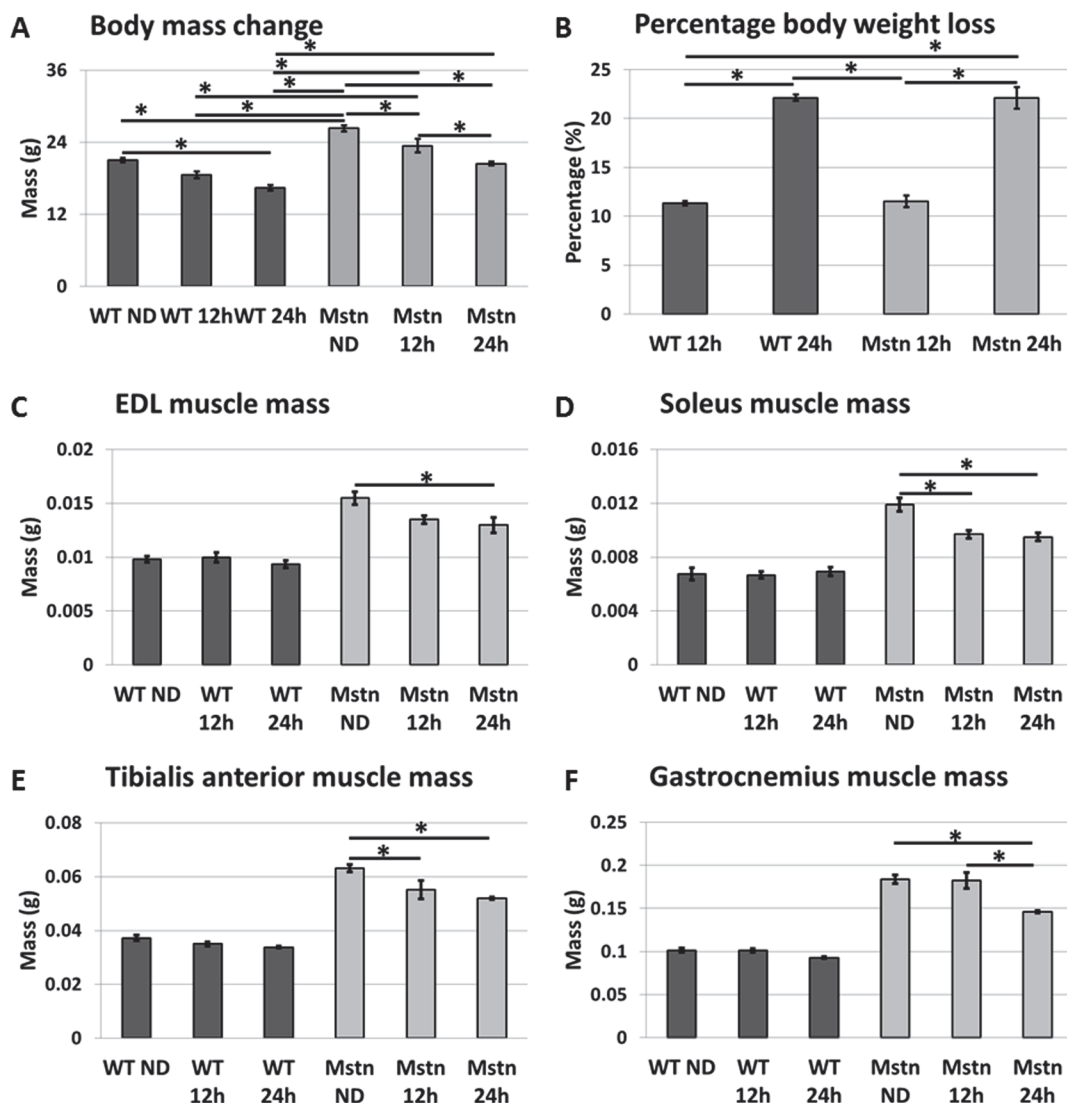 A Body mass change
*
36
*
*
*
*
*
*
*
24
*
*
12
0
Mass (g)
WT ND WT 12h WT 24h Mstn Mstn Mstn
ND 12h 24h
B Percentage body weight loss
*
25
*
*
*
20
15
10
5
0
Percentage (%)
WT 12h WT 24h Mstn 12h Mstn 24h
C EDL muscle mass
0.02
*
0.015
0.01
0.005
0
Mass (g)
WT ND WT WT Mstn Mstn Mstn
12h 24h ND 12h 24h
D Soleus muscle mass
0.016
*
*
0.012
0.008
0.004
0
Mass (g)
WT ND WT WT Mstn Mstn Mstn
12h 24h ND 12h 24h
E Tibialis anterior muscle mass
0.08
*
*
0.06
0.04
0.02
0
Mass (g)
WT ND WT WT Mstn Mstn Mstn
12h 24h ND 12h 24h
F Gastrocnemius muscle mass
0.25
*
*
0.2
0.15
0.1
0.05
0
Mass (g)
WT ND WT WT Mstn Mstn Mstn
12h 24h ND 12h 24h